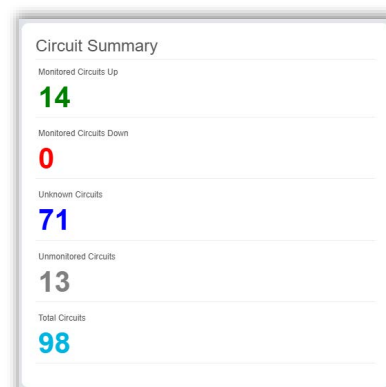 Circuit Summary
Monitored Circuits Up
14
Monitored Circuits Down
0
Unknown Circuits
71
Unmonitored Circuits
13
Total Circuits
98